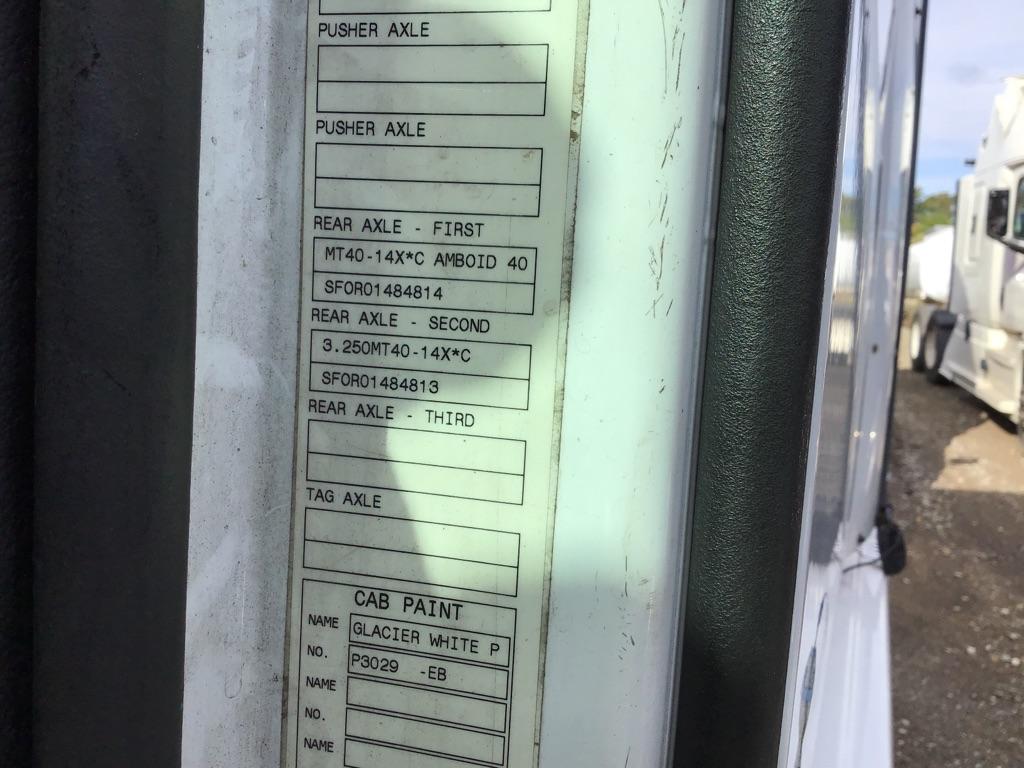 PUSHER AXLE
PUSHER AXLE
REAR AXLE - FIRST
MT40-14X*C AMBOID 40
SFOR01484814
REAR AXLE - SECOND
3.250MT40-14X*C
SFOR01484813
REAR AXLE - THIRD
TAG AXLE
CAB PAINT
NAME GLACIER WHITE P
NO. P3029 -EB
NAME
NO.
NAME